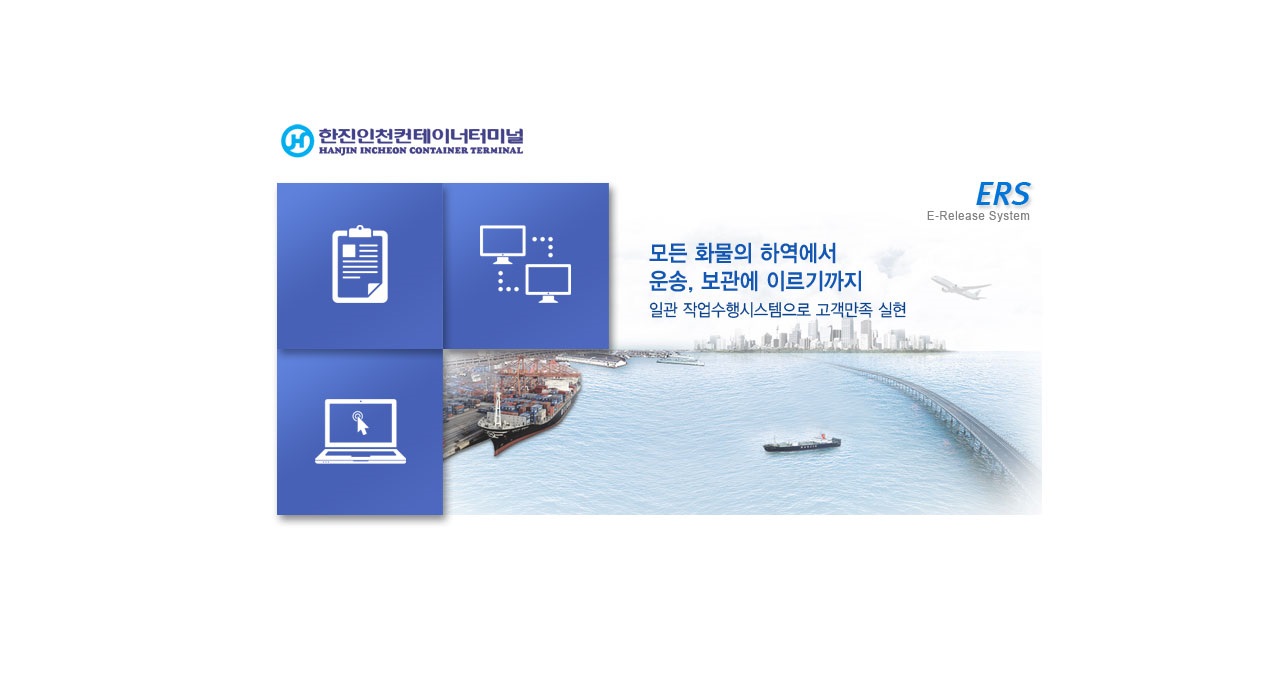 한진인천컨테이너터미널
HANJIN INCHEON CONTAINER TERMINAL
ERS
E-Release System
모든 화물의 하역에서
운송, 보관에 이르기까지
일관 작업수행시스템으로 고객만족 실현